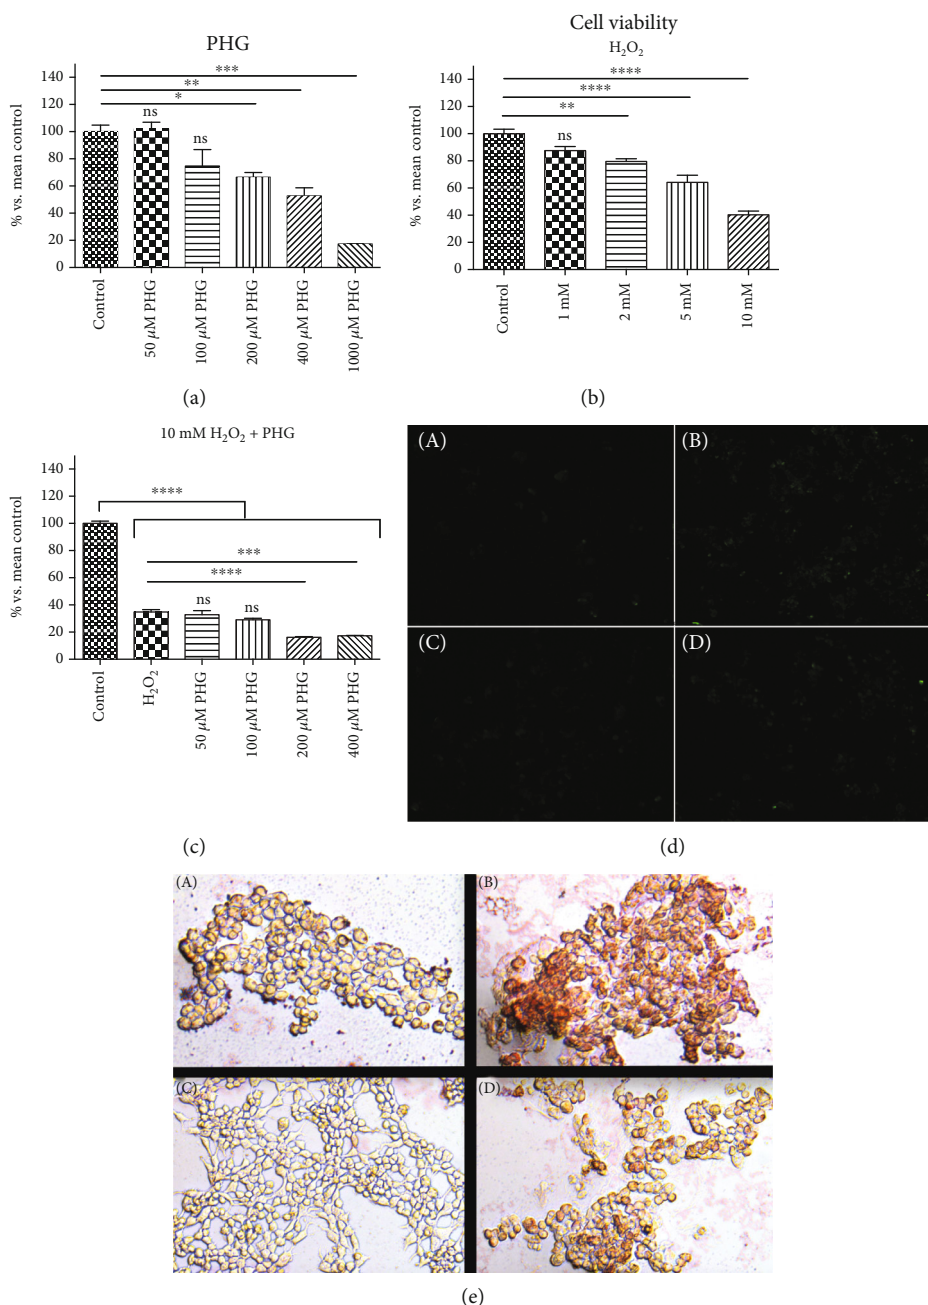 PHG
% vs. mean control
140
120
100
80
60
40
20
0
***
**
*
ns
ns
Control
50 μM PHG
100 μM PHG
200 μM PHG
400 μM PHG
1000 μM PHG
(a)
Cell viability
H₂O₂
% vs. mean control
140
120
100
80
60
40
20
0
****
****
**
ns
Control
1 mM
2 mM
5 mM
10 mM
(b)
10 mM H₂O₂ + PHG
% vs. mean control
140
120
100
80
60
40
20
0
****
***
****
ns
ns
Control
H₂O₂
50 μM PHG
100 μM PHG
200 μM PHG
400 μM PHG
(c)
(A)
(B)
(C)
(D)
(d)
(A)
(B)
(C)
(D)
(e)